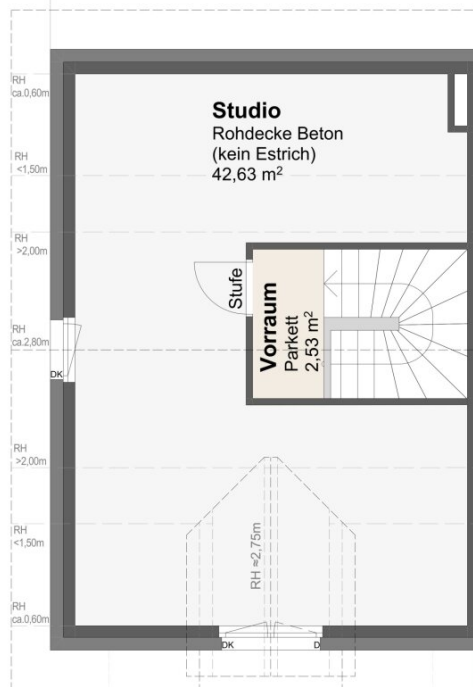 RH
ca.0,60m
Studio
Rohdecke Beton
(kein Estrich)
42,63 m²
RH
<1,50m
RH
>2,00m
Stufe
Vorraum
Parkett
2,53 m²
RH
ca.2,80m
DK
RH
>2,00m
RH
<1,50m
RH ≈2,75m
RH
ca.0,60m
DK
D